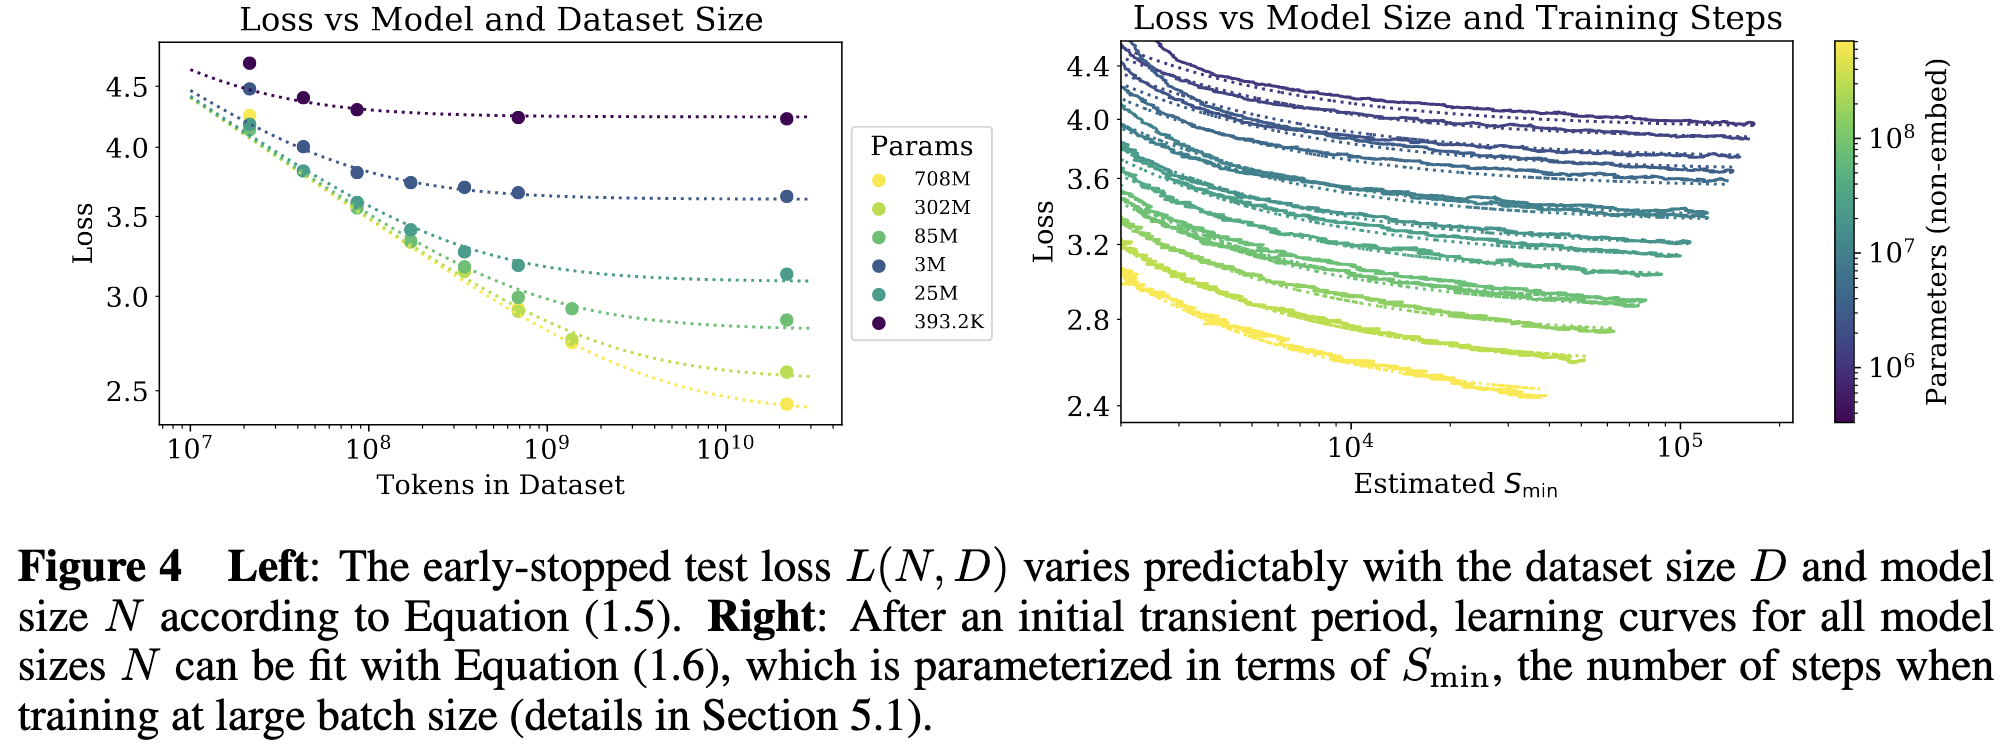 Loss vs Model and Dataset Size
4.5
4.0
3.5
3.0
2.5
Loss
10^7
10^8
10^9
10^10
Tokens in Dataset
Params
708M
302M
85M
3M
25M
393.2K
Loss vs Model Size and Training Steps
4.4
4.0
3.6
3.2
2.8
2.4
Loss
10^4
10^5
Estimated S_min
10^8
10^7
10^6
Parameters (non-embed)
Figure 4 Left: The early-stopped test loss L(N, D) varies predictably with the dataset size D and model
size N according to Equation (1.5). Right: After an initial transient period, learning curves for all model
sizes N can be fit with Equation (1.6), which is parameterized in terms of S_min, the number of steps when
training at large batch size (details in Section 5.1).